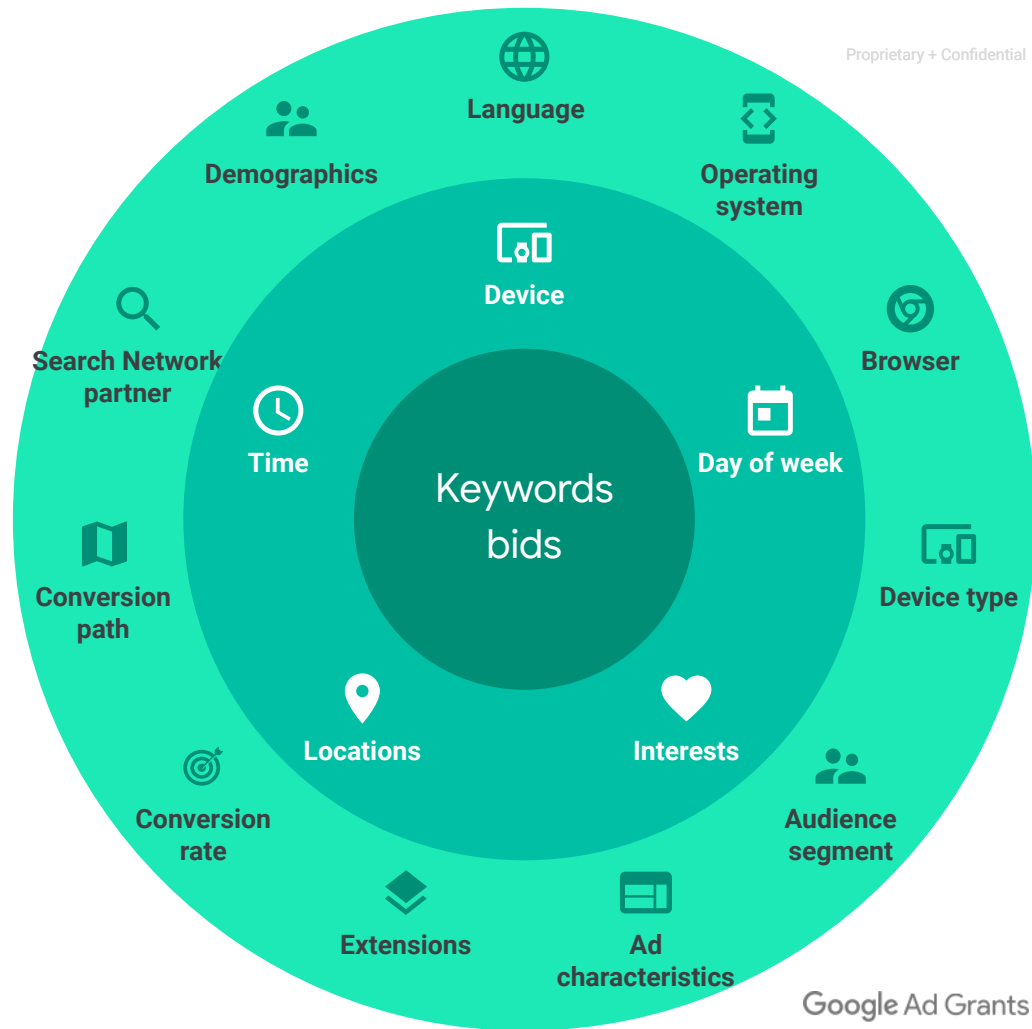 Proprietary + Confidential
Language
Demographics
Operating
system
Device
Search Network
partner
Browser
Time
Day of week
Keywords
bids
Conversion
path
Device type
Locations
Interests
Conversion
rate
Audience
segment
Extensions
Ad
characteristics
Google Ad Grants